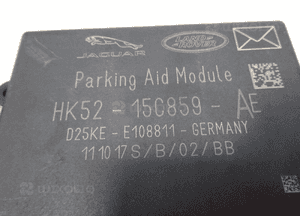 JAGUAR
LAND ROVER
Parking Aid Module
HK52 - 15C859 - AE
D25KE - E108811 - GERMANY
111017S/B/02/BB